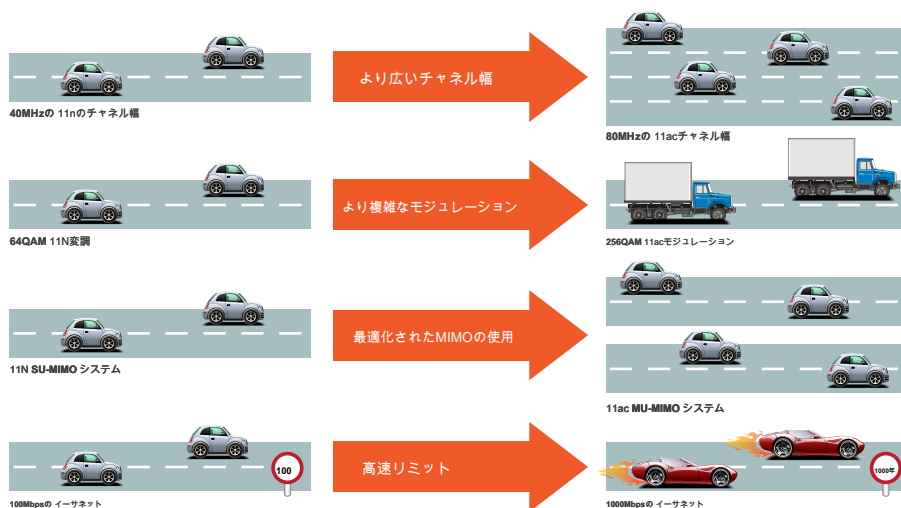 より広いチャネル幅
40MHzの 11nのチャネル幅
80MHzの 11acチャネル幅
より複雑なモジュレーション
64QAM 11N変調
256QAM 11acモジュレーション
最適化されたMIMOの使用
11N SU-MIMO システム
11ac MU-MIMO システム
高速リミット
100
1000年
100Mbpsの イーサネット
1000Mbpsの イーサネット